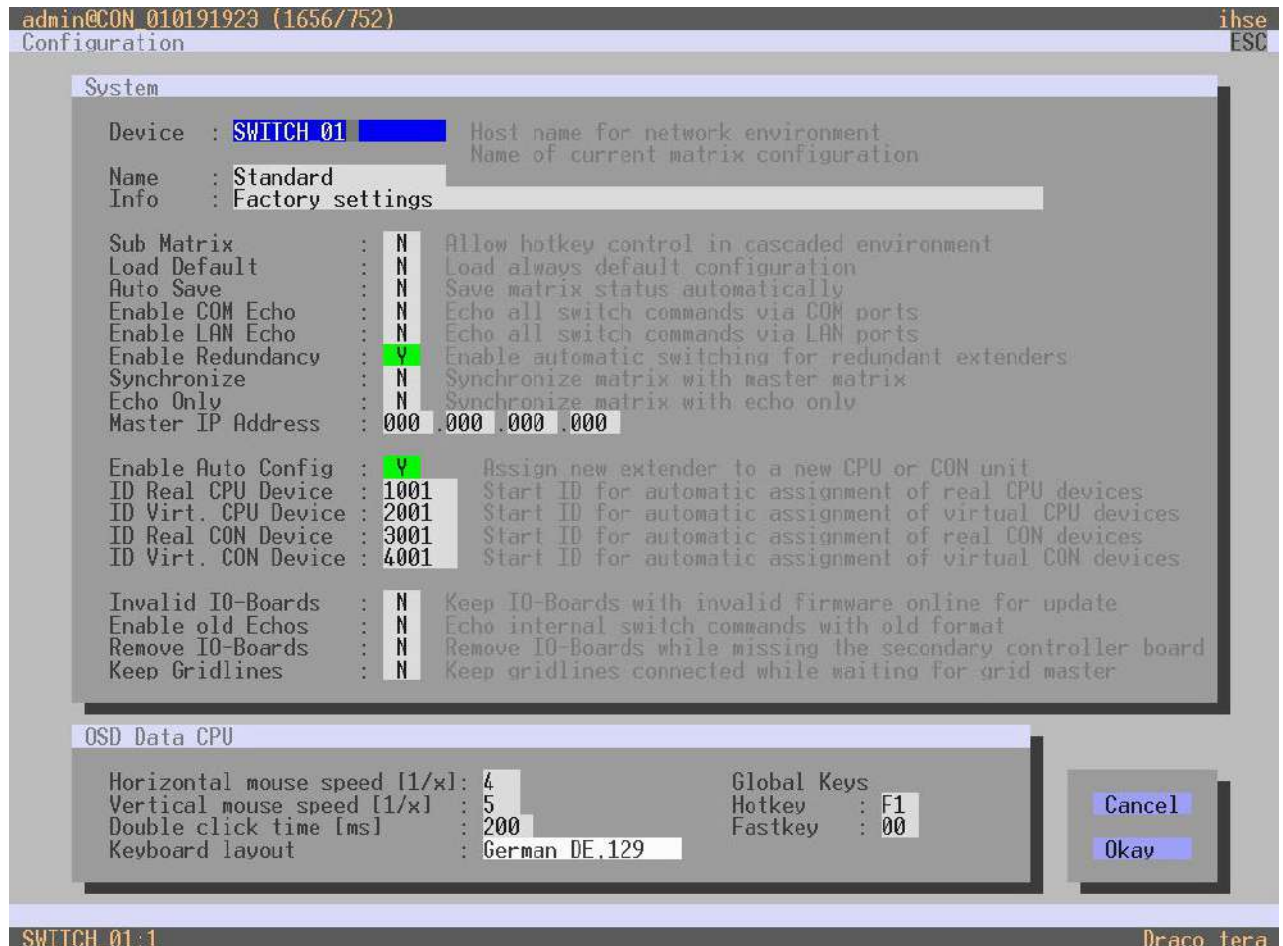 admin@CON_010191923 (1656/752) ihse
Configuration ESC
System
Device : SWITCH_01 Host name for network environment
Name of current matrix configuration
Name : Standard
Info : Factory settings
Sub Matrix : N Allow hotkey control in cascaded environment
Load Default : N Load always default configuration
Auto Save : N Save matrix status automatically
Enable COM Echo : N Echo all switch commands via COM ports
Enable LAN Echo : N Echo all switch commands via LAN ports
Enable Redundancy : Y Enable automatic switching for redundant extenders
Synchronize : N Synchronize matrix with master matrix
Echo Only : N Synchronize matrix with echo only
Master IP Address : 000 .000 .000 .000
Enable Auto Config : Y Assign new extender to a new CPU or CON unit
ID Real CPU Device : 1001 Start ID for automatic assignment of real CPU devices
ID Virt. CPU Device : 2001 Start ID for automatic assignment of virtual CPU devices
ID Real CON Device : 3001 Start ID for automatic assignment of real CON devices
ID Virt. CON Device : 4001 Start ID for automatic assignment of virtual CON devices
Invalid IO-Boards : N Keep IO-Boards with invalid firmware online for update
Enable old Echos : N Echo internal switch commands with old format
Remove IO-Boards : N Remove IO-Boards while missing the secondary controller board
Keep Gridlines : N Keep gridlines connected while waiting for grid master
OSD Data CPU
Horizontal mouse speed [1/x]: 4 Global Keys
Vertical mouse speed [1/x] : 5 Hotkey : F1
Double click time [ms] : 200 Fastkey : 00
Keyboard layout : German DE,129
Cancel
Okay
SWITCH_01:1 Draco tera